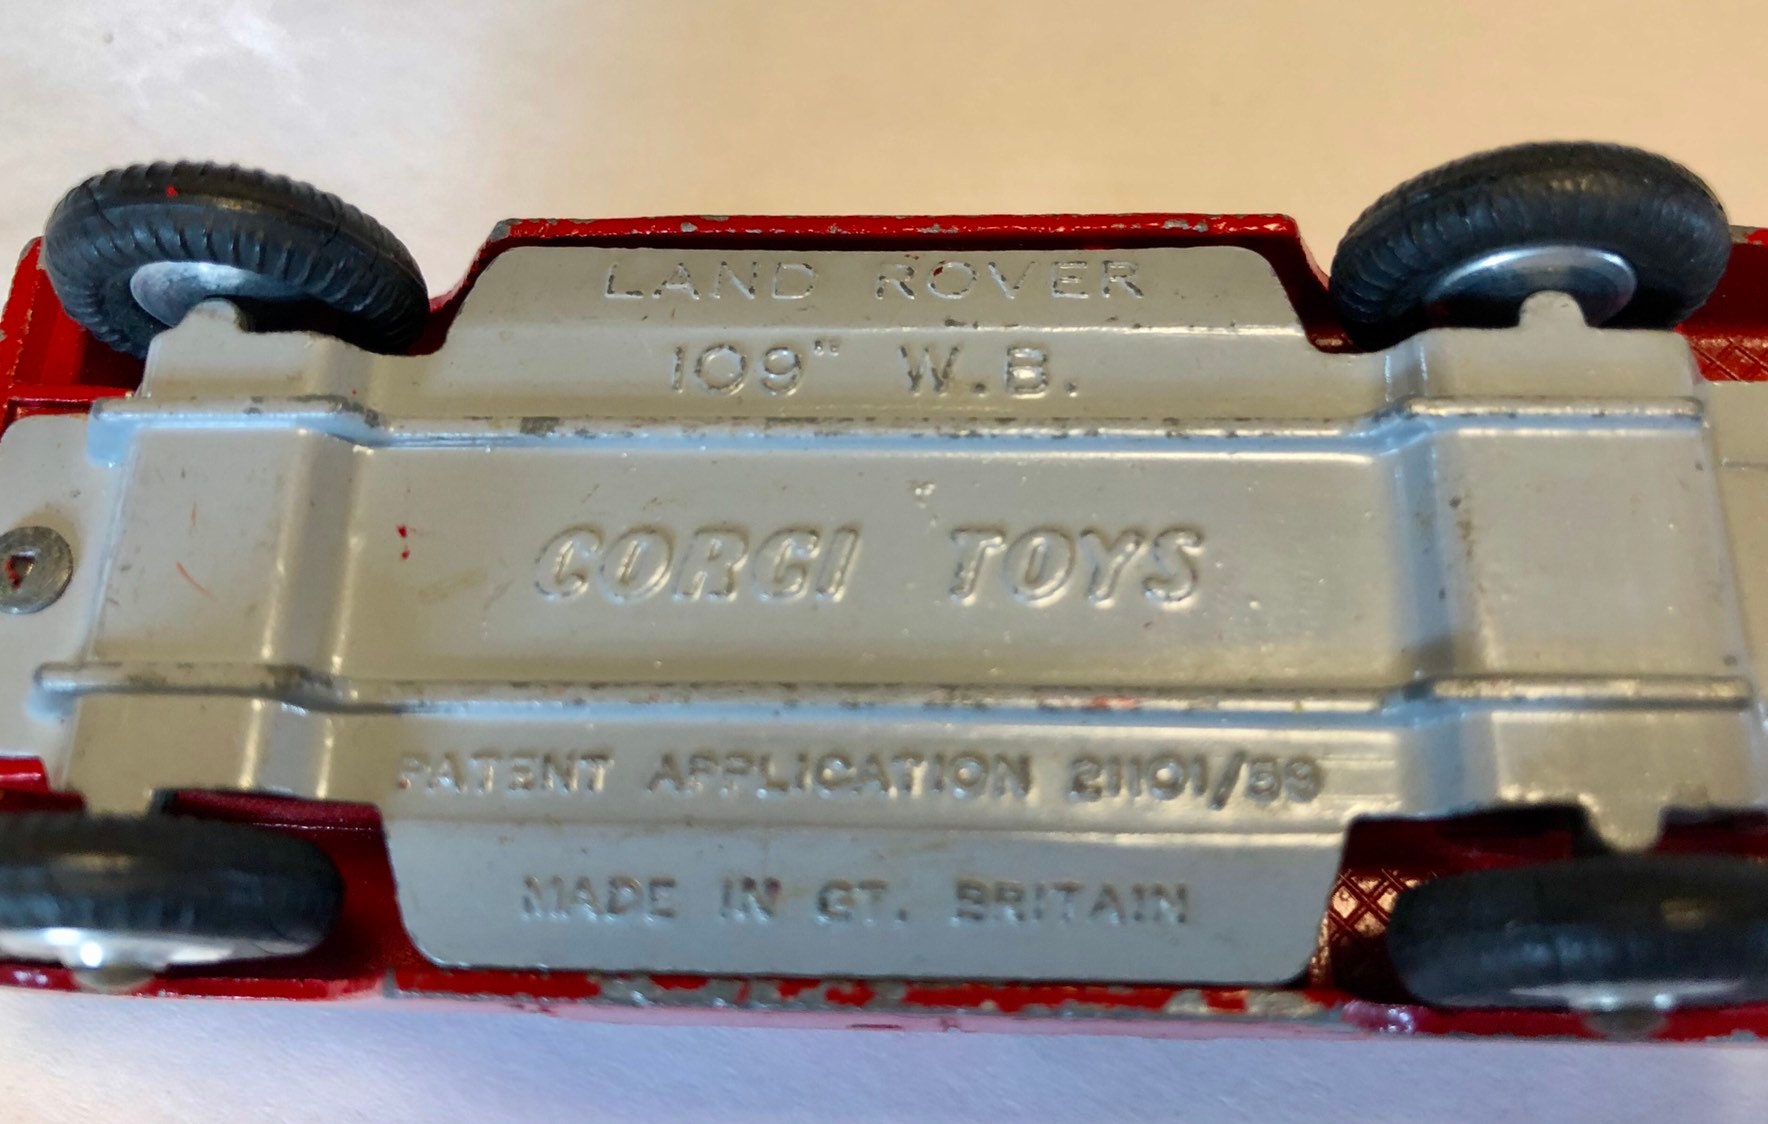 LAND ROVER
109" W.B.
CORGI TOYS
PATENT APPLICATION 21101/59
MADE IN GT. BRITAIN